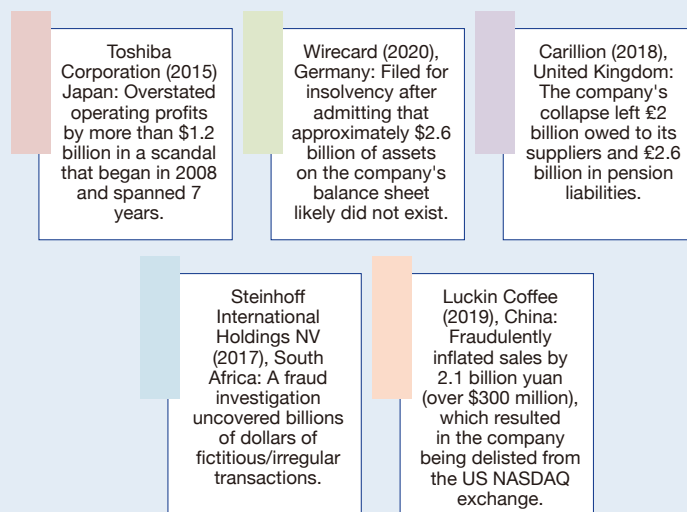 Toshiba
Corporation (2015)
Japan: Overstated
operating profits
by more than $1.2
billion in a scandal
that began in 2008
and spanned 7
years.
Wirecard (2020),
Germany: Filed for
insolvency after
admitting that
approximately $2.6
billion of assets
on the company's
balance sheet
likely did not exist.
Carillion (2018),
United Kingdom:
The company's
collapse left £2
billion owed to its
suppliers and £2.6
billion in pension
liabilities.
Steinhoff
International
Holdings NV
(2017), South
Africa: A fraud
investigation
uncovered billions
of dollars of
fictitious/irregular
transactions.
Luckin Coffee
(2019), China:
Fraudulently
inflated sales by
2.1 billion yuan
(over $300 million),
which resulted
in the company
being delisted from
the US NASDAQ
exchange.